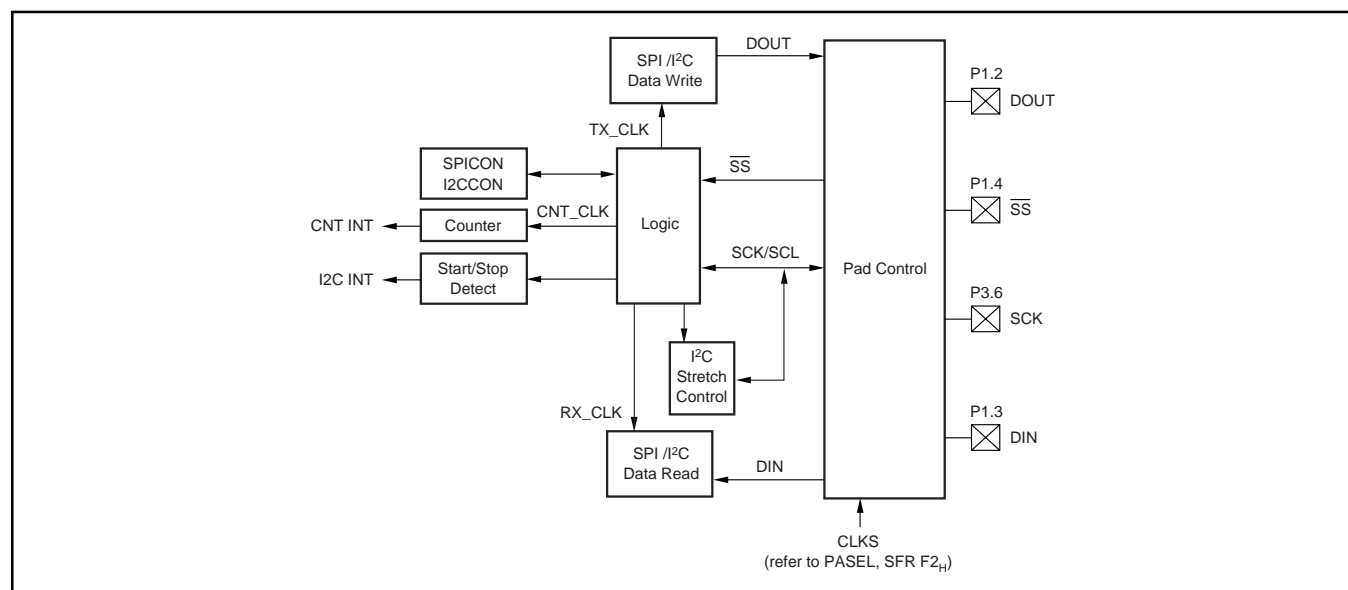 DOUT
SPI /I²C
Data Write
P1.2
DOUT
TX_CLK
SPICON
I2CCON
SS
P1.4
SS
CNT INT
Counter
CNT_CLK
Logic
I2C INT
Start/Stop
Detect
SCK/SCL
Pad Control
P3.6
SCK
I²C
Stretch
Control
RX_CLK
P1.3
DIN
SPI /I²C
Data Read
DIN
CLKS
(refer to PASEL, SFR F2H)